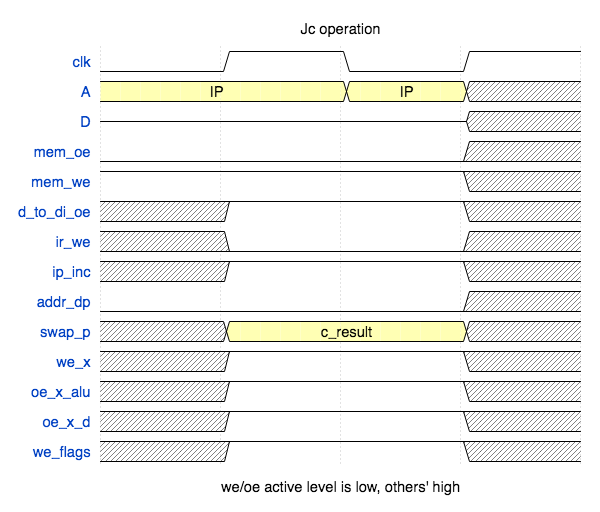 Jc operation
clk
A IP IP
D
mem_oe
mem_we
d_to_di_oe
ir_we
ip_inc
addr_dp
swap_p c_result
we_x
oe_x_alu
oe_x_d
we_flags
we/oe active level is low, others' high